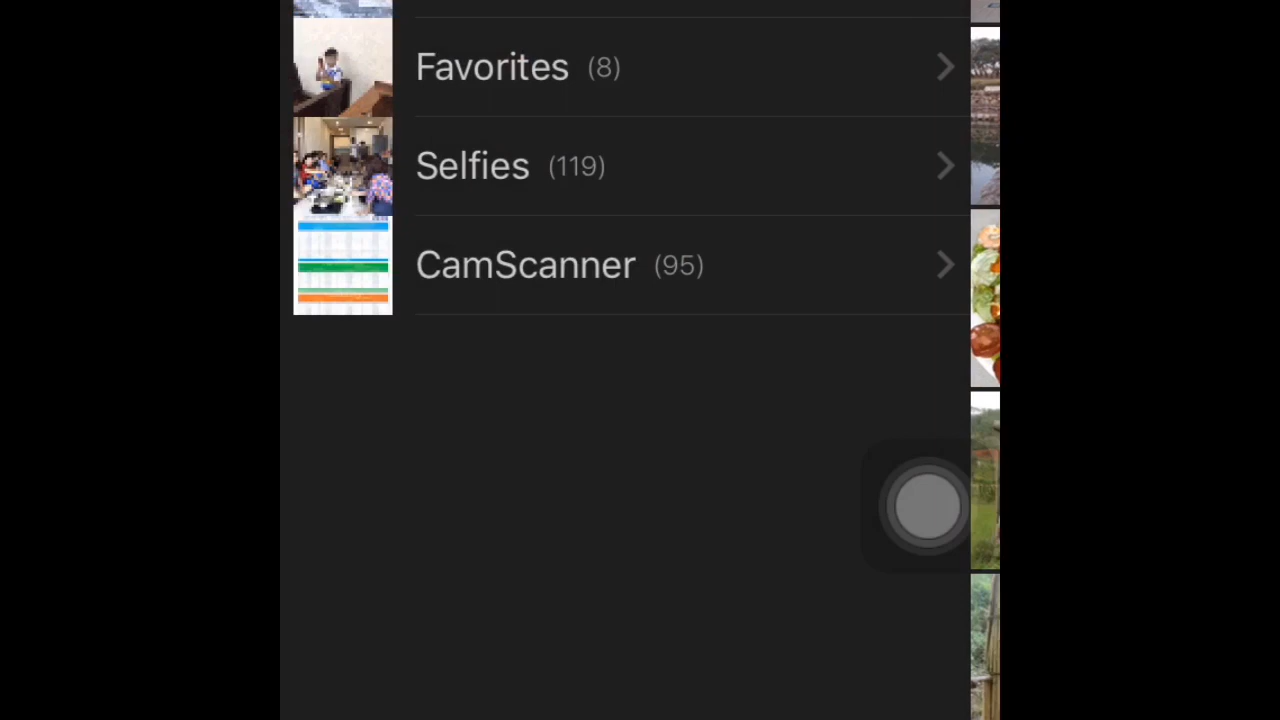 Favorites (8)
Selfies (119)
CamScanner (95)